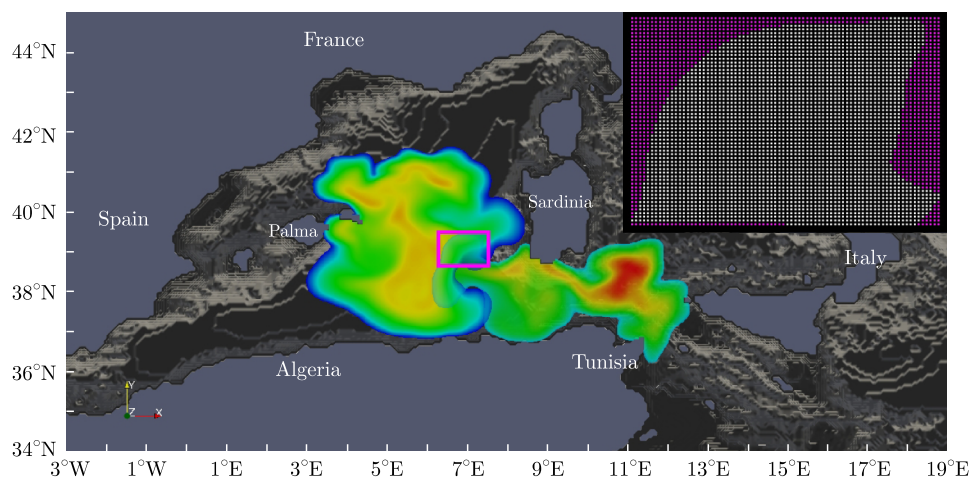 44°N
France
42°N
Sardinia
40°N
Spain
Palma
Italy
38°N
Tunisia
Algeria
36°N
Y
Z X
34°N
3°W 1°W 1°E 3°E 5°E 7°E 9°E 11°E 13°E 15°E 17°E 19°E